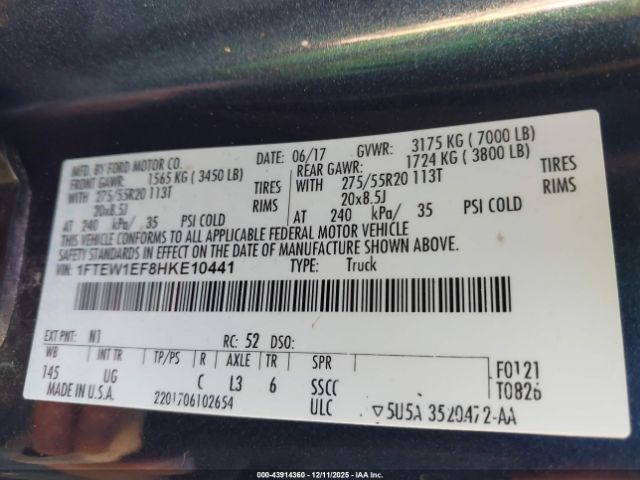 MFD. BY FORD MOTOR CO.
DATE: 06/17 GVWR: 3175 KG ( 7000 LB)
FRONT GAWR: 1565 KG ( 3450 LB) REAR GAWR: 1724 KG ( 3800 LB)
WITH 275/55R20 113T TIRES WITH 275/55R20 113T TIRES
20x8.5J RIMS 20x8.5J RIMS
AT 240 kPa/ 35 PSI COLD AT 240 kPa/ 35 PSI COLD
THIS VEHICLE CONFORMS TO ALL APPLICABLE FEDERAL MOTOR VEHICLE
SAFETY STANDARDS IN EFFECT ON THE DATE OF MANUFACTURE SHOWN ABOVE.
VIN: 1FTEW1EF8HKE10441 TYPE: Truck
EXT PNT: N1 RC: 52 DSO:
WB INT TR TP/PS R AXLE TR SPR F0121
145 UG C L3 6 SSCC T0826
MADE IN U.S.A. 2201706102654 ULC ▽5U5A 3520472-AA
000-43914360 - 12/11/2025 - IAA Inc.